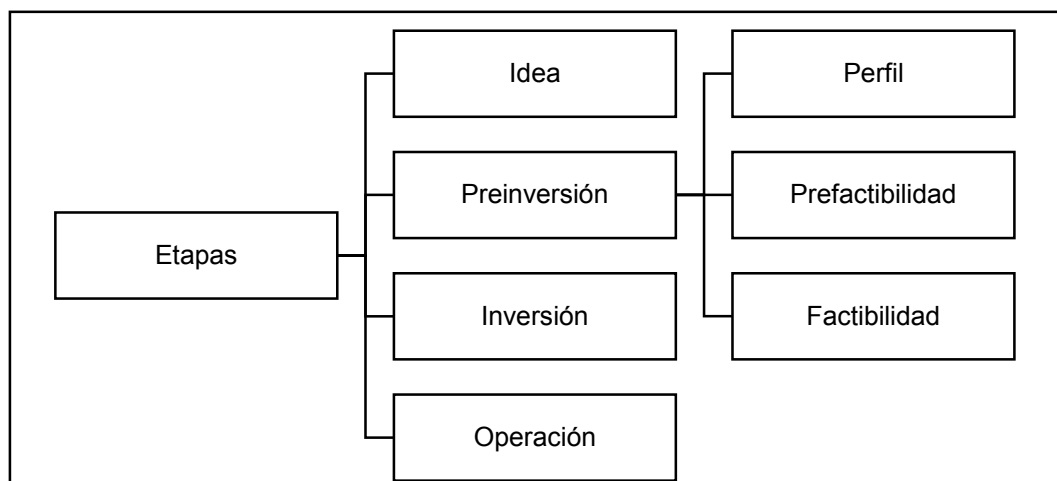 Etapas
Idea
Preinversión
Inversión
Operación
Perfil
Prefactibilidad
Factibilidad